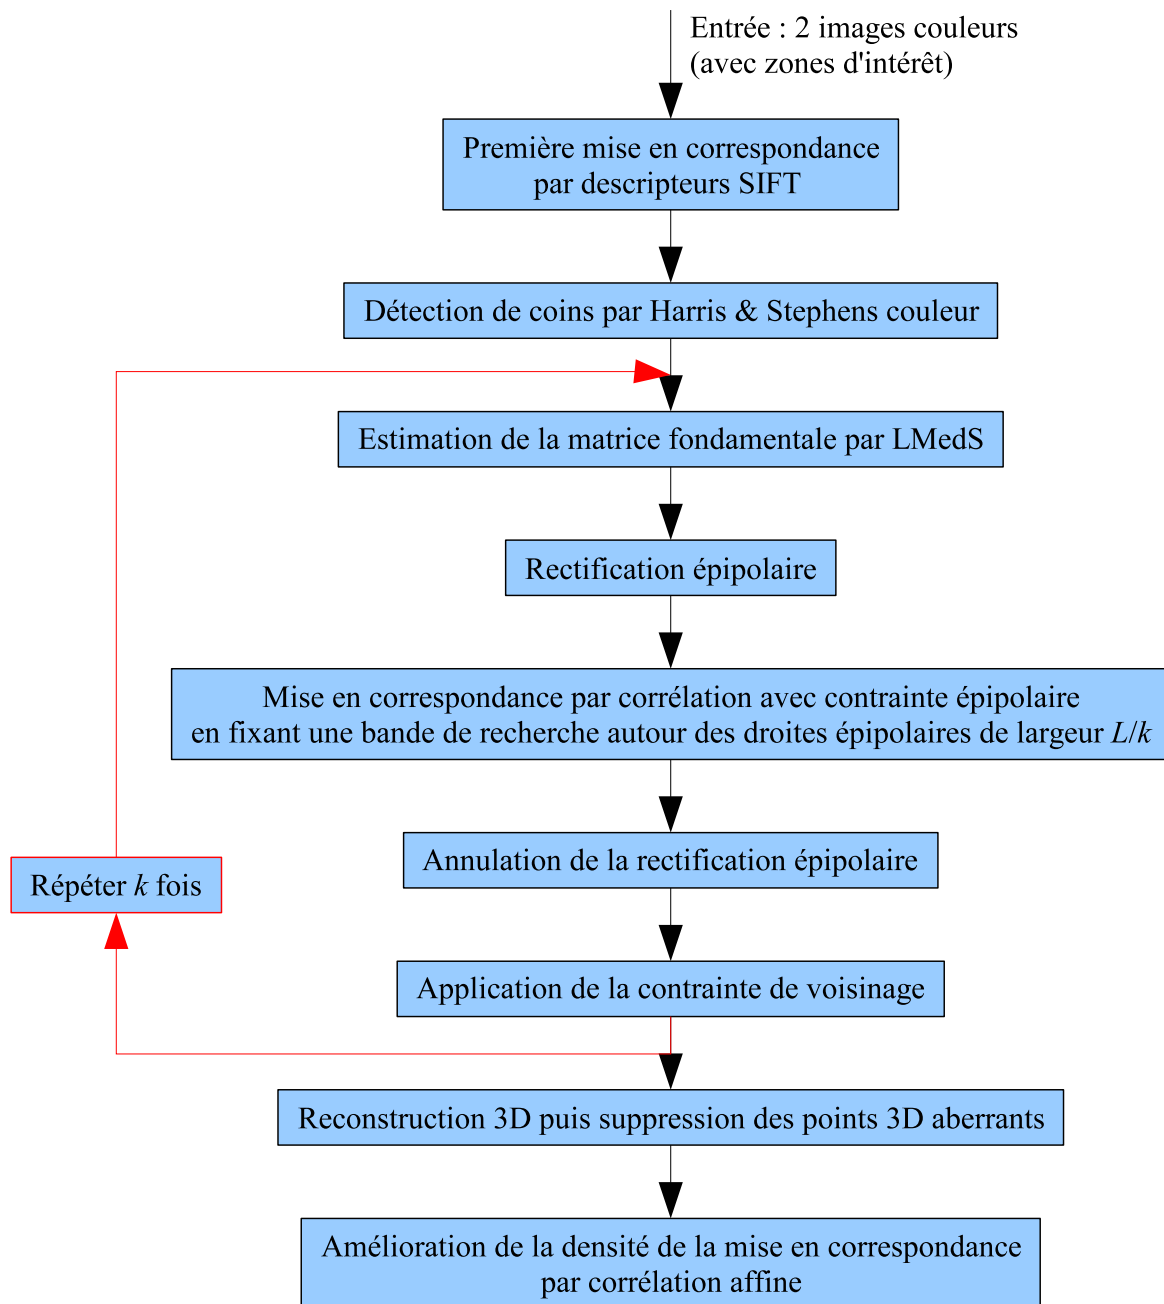 Entrée : 2 images couleurs
(avec zones d'intérêt)
Première mise en correspondance
par descripteurs SIFT
Détection de coins par Harris & Stephens couleur
Estimation de la matrice fondamentale par LMedS
Rectification épipolaire
Mise en correspondance par corrélation avec contrainte épipolaire
en fixant une bande de recherche autour des droites épipolaires de largeur L/k
Annulation de la rectification épipolaire
Répéter k fois
Application de la contrainte de voisinage
Reconstruction 3D puis suppression des points 3D aberrants
Amélioration de la densité de la mise en correspondance
par corrélation affine